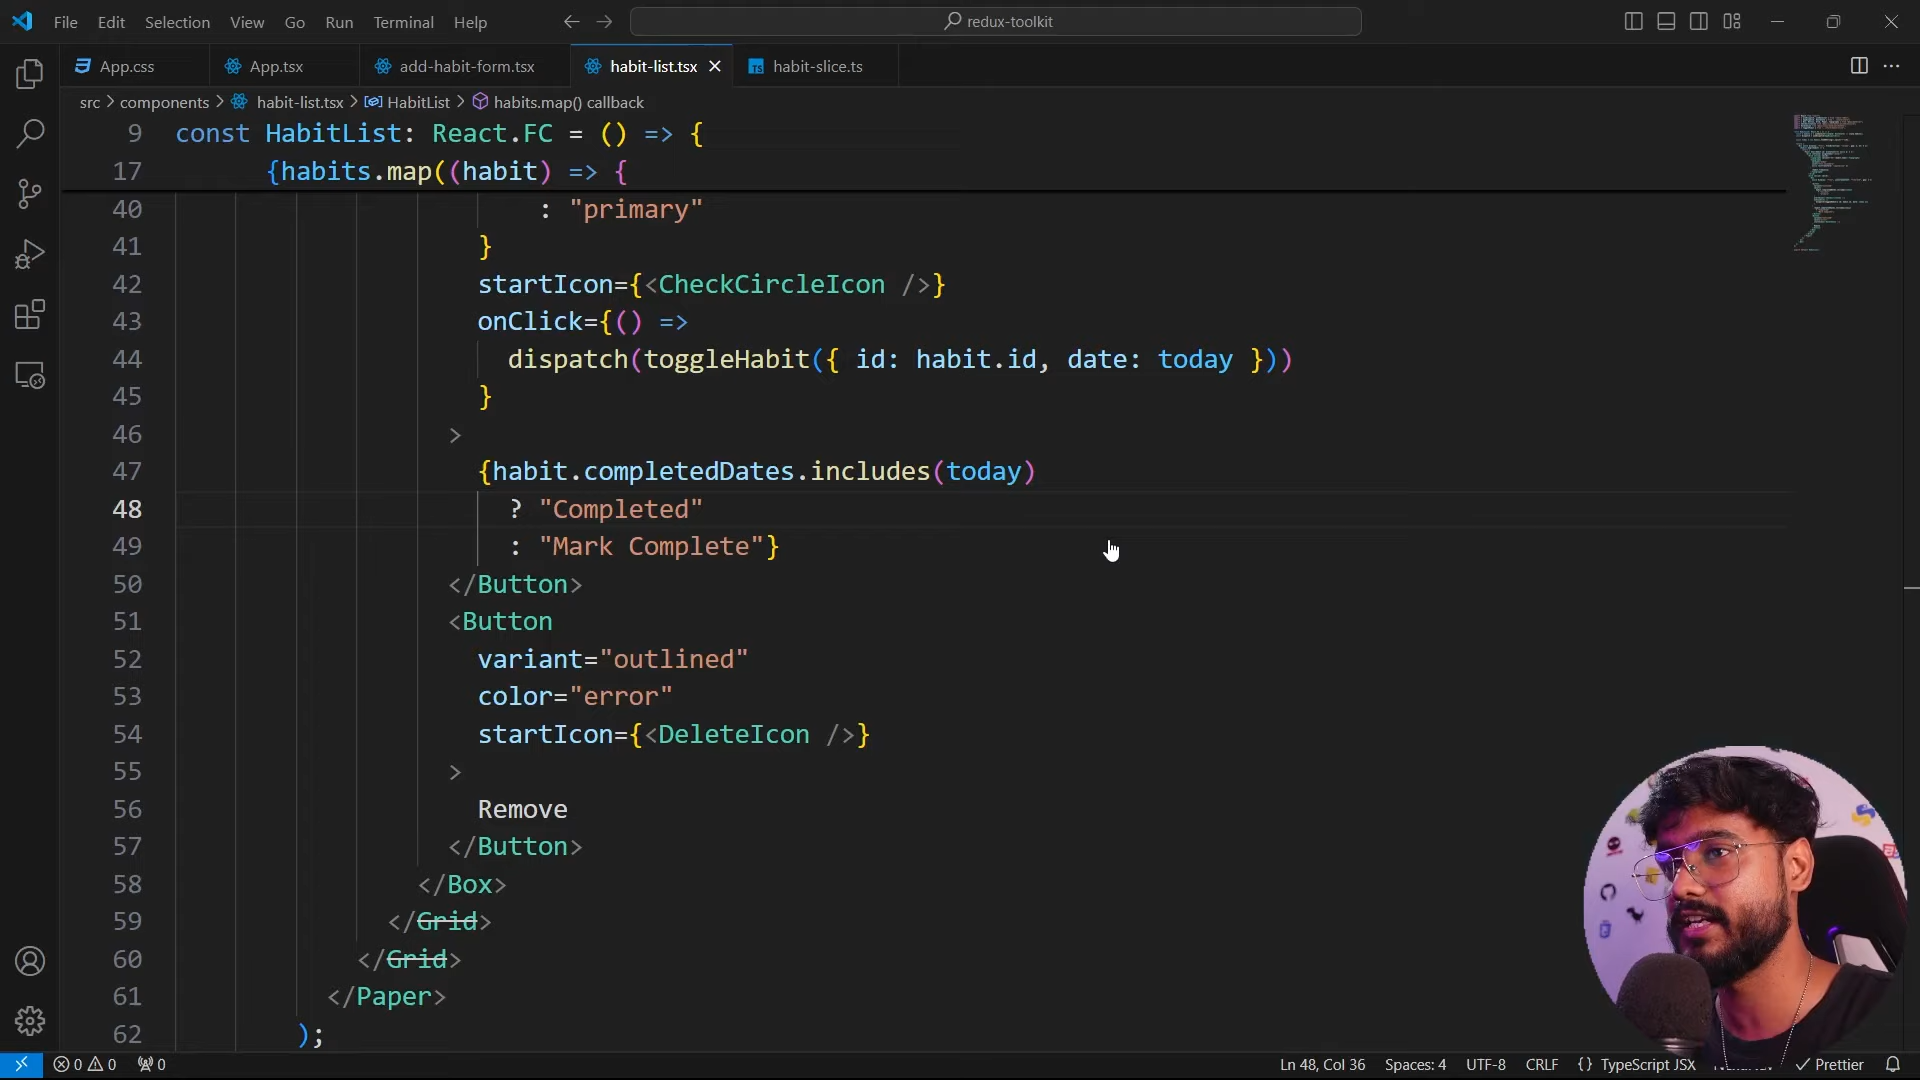 File Edit Selection View Go Run Terminal Help
redux-toolkit
App.css App.tsx add-habit-form.tsx habit-list.tsx habit-slice.ts
src > components > habit-list.tsx > HabitList > habits.map() callback
9 const HabitList: React.FC = () => {
17 {habits.map((habit) => {
40 : "primary"
41 }
42 startIcon={<CheckCircleIcon />}
43 onClick={() =>
44 dispatch(toggleHabit({ id: habit.id, date: today }))
45 }
46 >
47 {habit.completedDates.includes(today)
48 ? "Completed"
49 : "Mark Complete"}
50 </Button>
51 <Button
52 variant="outlined"
53 color="error"
54 startIcon={<DeleteIcon />}
55 >
56 Remove
57 </Button>
58 </Box>
59 </Grid>
60 </Grid>
61 </Paper>
62 );
0 0 0 Ln 48, Col 36 Spaces: 4 UTF-8 CRLF {} TypeScript JSX Prettier